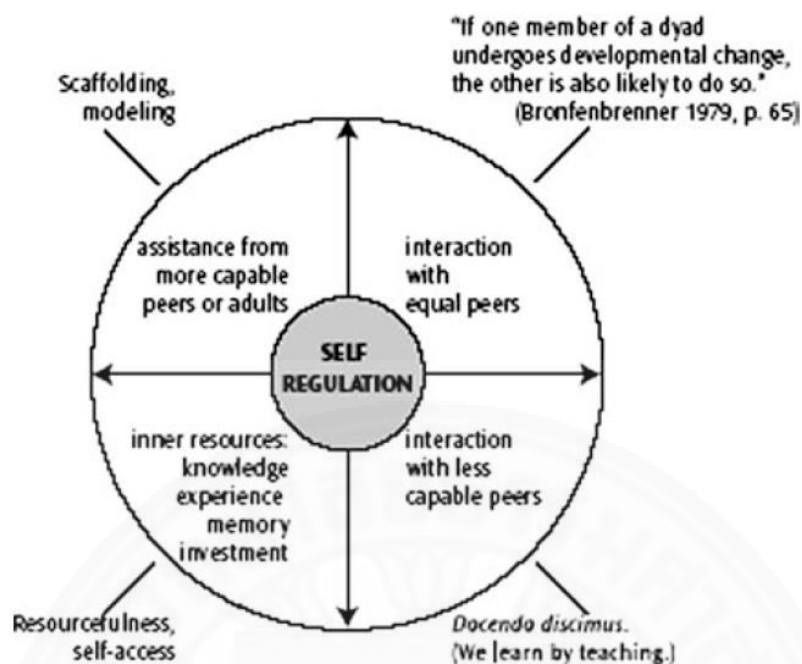 Scaffolding,
modeling
"If one member of a dyad
undergoes developmental change,
the other is also likely to do so."
(Bronfenbrenner 1979, p. 65)
assistance from
more capable
peers or adults
interaction
with
equal peers
SELF
REGULATION
inner resources:
knowledge
experience
memory
investment
interaction
with less
capable peers
Resourcefulness,
self-access
Docendo discimus.
(We learn by teaching.)